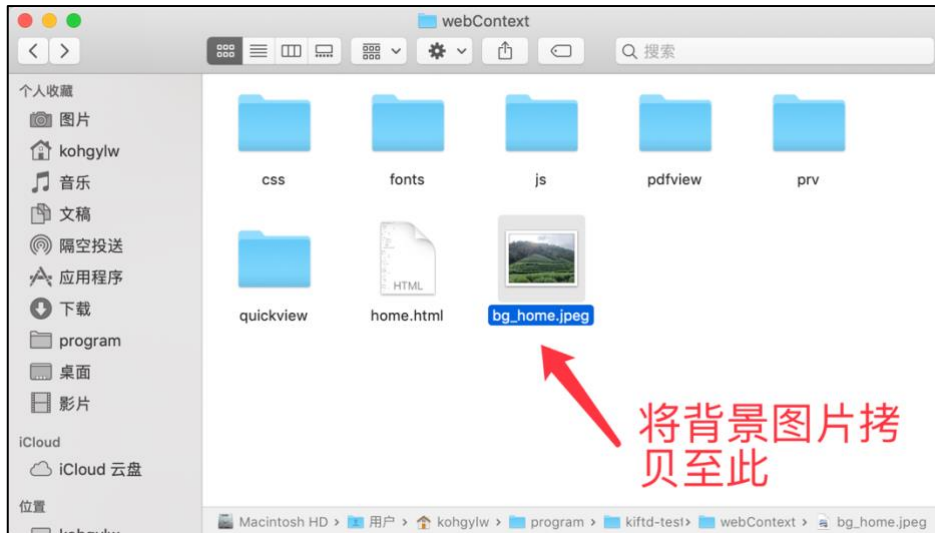 webContext
搜索
个人收藏
图片
kohgylw
音乐
文稿
隔空投送
应用程序
下载
program
桌面
影片
iCloud
iCloud 云盘
位置
css
fonts
js
pdfview
prv
HTML
quickview
home.html
bg_home.jpeg
将背景图片拷
贝至此
Macintosh HD › 用户 › kohgylw › program › kiftd-test › webContext › bg_home.jpeg